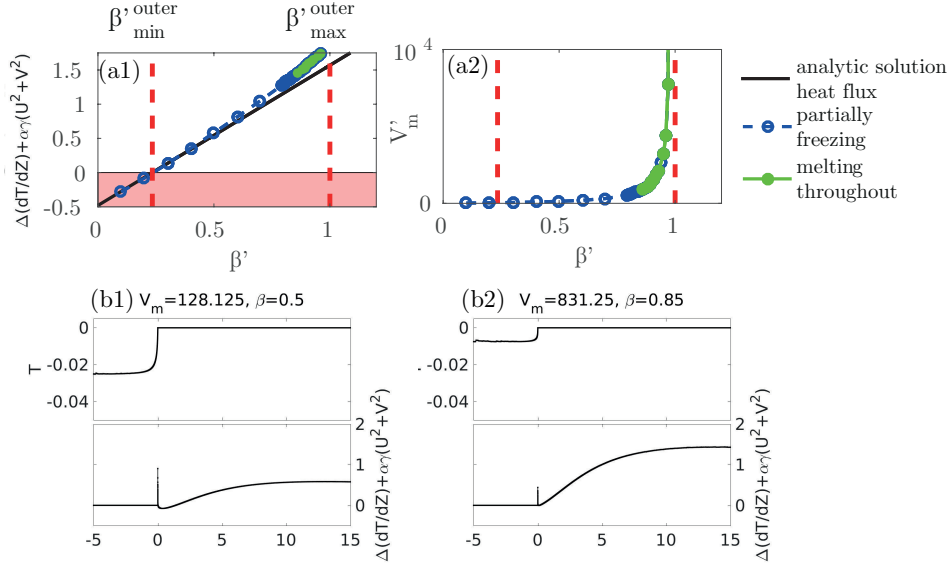 β'outer min
β'outer max
Δ(dT/dZ)+αγ(U²+V²)
(a1)
1.5
1
0.5
0
-0.5
0
0.5
1
β'
(a2)
10⁴
V'm
0
0
0.5
1
β'
analytic solution
heat flux
partially
freezing
melting
throughout
(b1) Vm=128.125, β=0.5
T
0
-0.02
-0.04
2
1
0
-5
0
5
10
15
Δ(dT/dZ)+αγ(U²+V²)
(b2) Vm=831.25, β=0.85
0
-0.02
-0.04
2
1
0
-5
0
5
10
15
Δ(dT/dZ)+αγ(U²+V²)